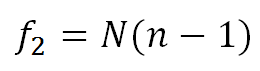 f₂ = N(n − 1)